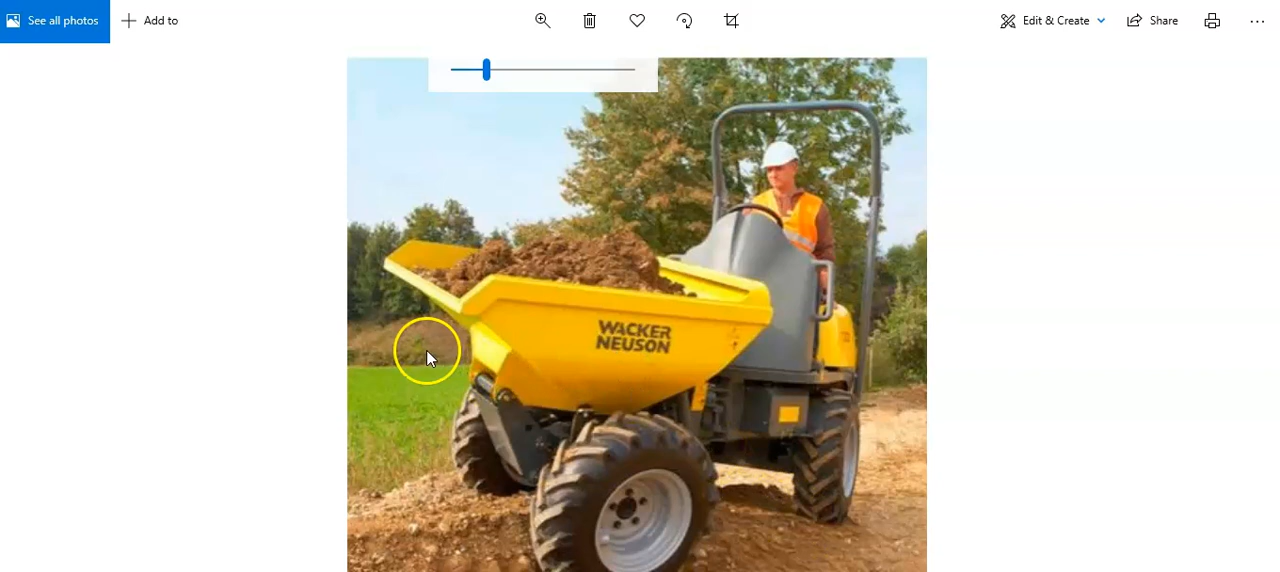 See all photos
Add to
Edit & Create
Share
WACKER
NEUSON